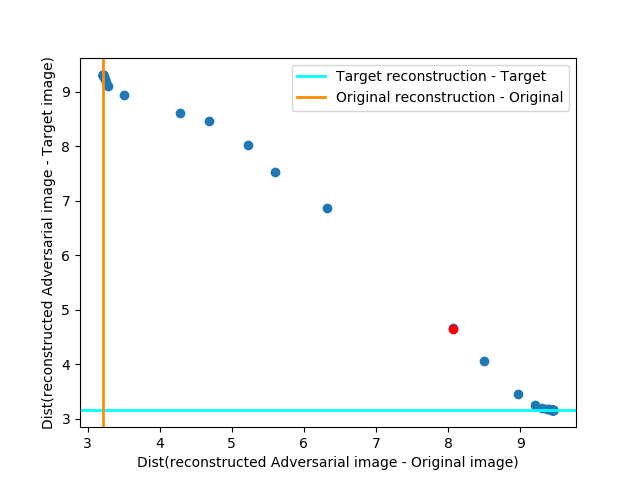 Target reconstruction - Target
Original reconstruction - Original
Dist(reconstructed Adversarial image - Target image)
9
8
7
6
5
4
3
3 4 5 6 7 8 9
Dist(reconstructed Adversarial image - Original image)